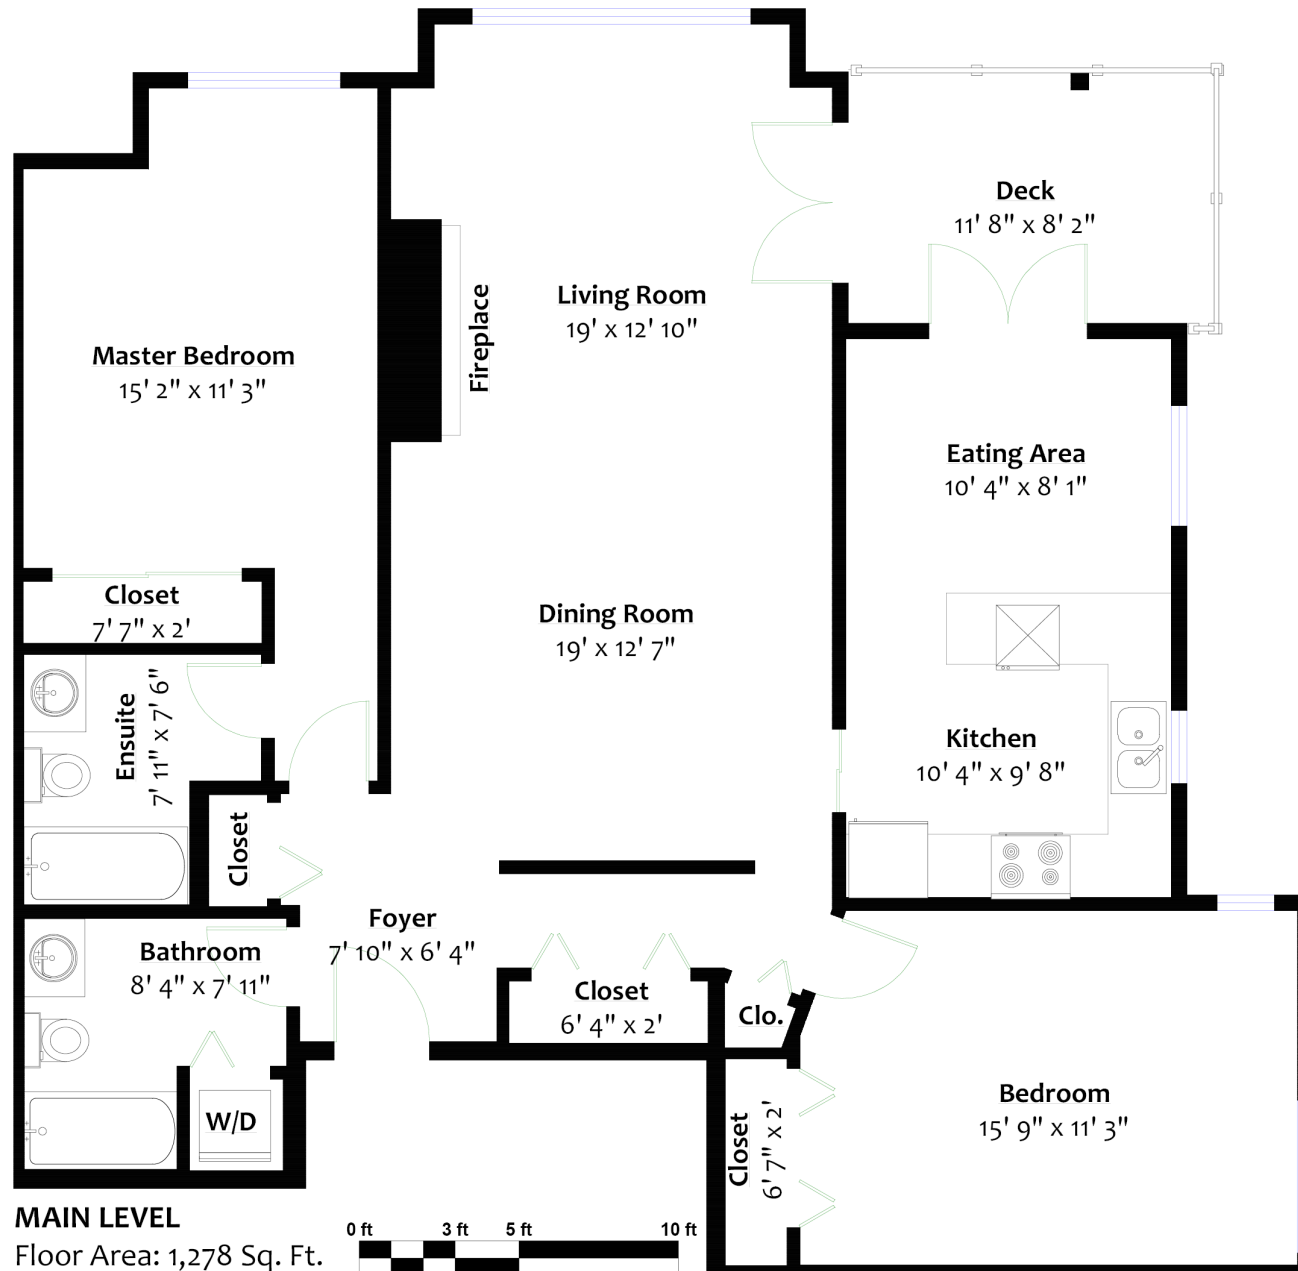 Deck
11' 8" x 8' 2"
Living Room
19' x 12' 10"
Fireplace
Master Bedroom
15' 2" x 11' 3"
Eating Area
10' 4" x 8' 1"
Closet
7' 7" x 2'
Dining Room
19' x 12' 7"
Ensuite
7' 11" x 7' 6"
Kitchen
10' 4" x 9' 8"
Closet
Foyer
7' 10" x 6' 4"
Bathroom
8' 4" x 7' 11"
Closet
6' 4" x 2'
Clo.
Bedroom
15' 9" x 11' 3"
W/D
Closet
6' 7" x 2'
MAIN LEVEL
Floor Area: 1,278 Sq. Ft.
0 ft 3 ft 5 ft 10 ft